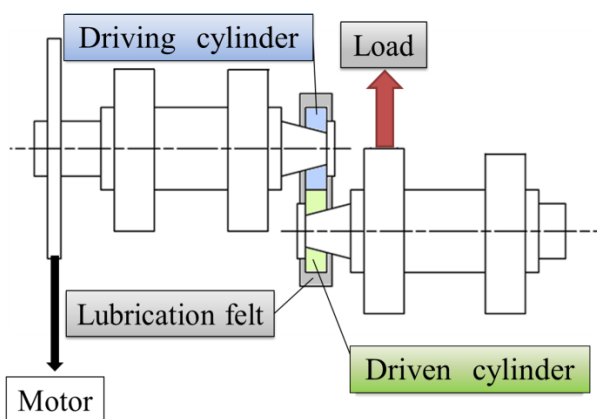 Driving cylinder
Load
Lubrication felt
Driven cylinder
Motor